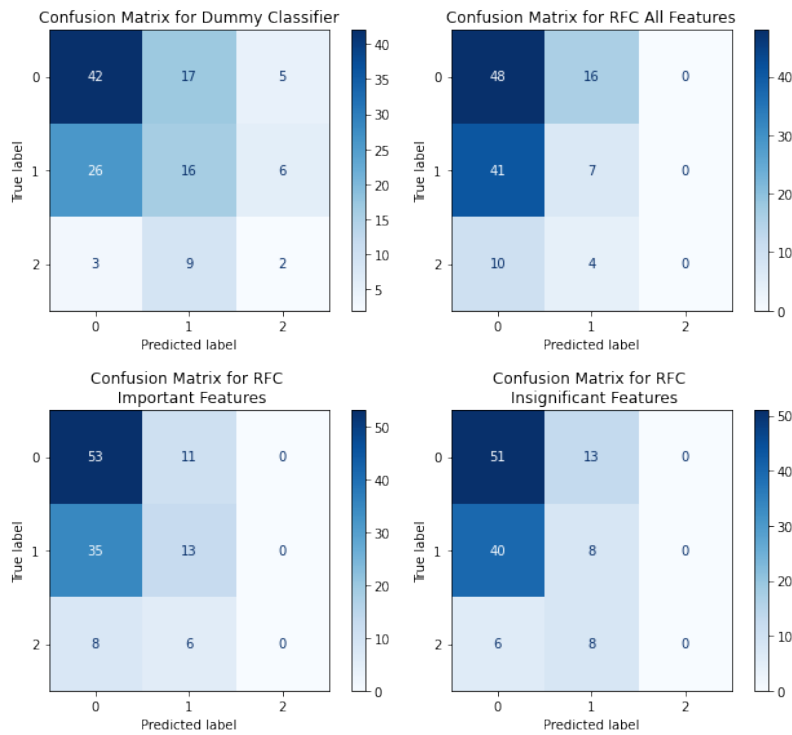 Confusion Matrix for Dummy Classifier
0 42 17 5
1 26 16 6
2 3 9 2
0 1 2
Predicted label
True label
40
35
30
25
20
15
10
5
Confusion Matrix for RFC All Features
0 48 16 0
1 41 7 0
2 10 4 0
0 1 2
Predicted label
True label
40
30
20
10
0
Confusion Matrix for RFC
Important Features
0 53 11 0
1 35 13 0
2 8 6 0
0 1 2
Predicted label
True label
50
40
30
20
10
0
Confusion Matrix for RFC
Insignificant Features
0 51 13 0
1 40 8 0
2 6 8 0
0 1 2
Predicted label
True label
50
40
30
20
10
0